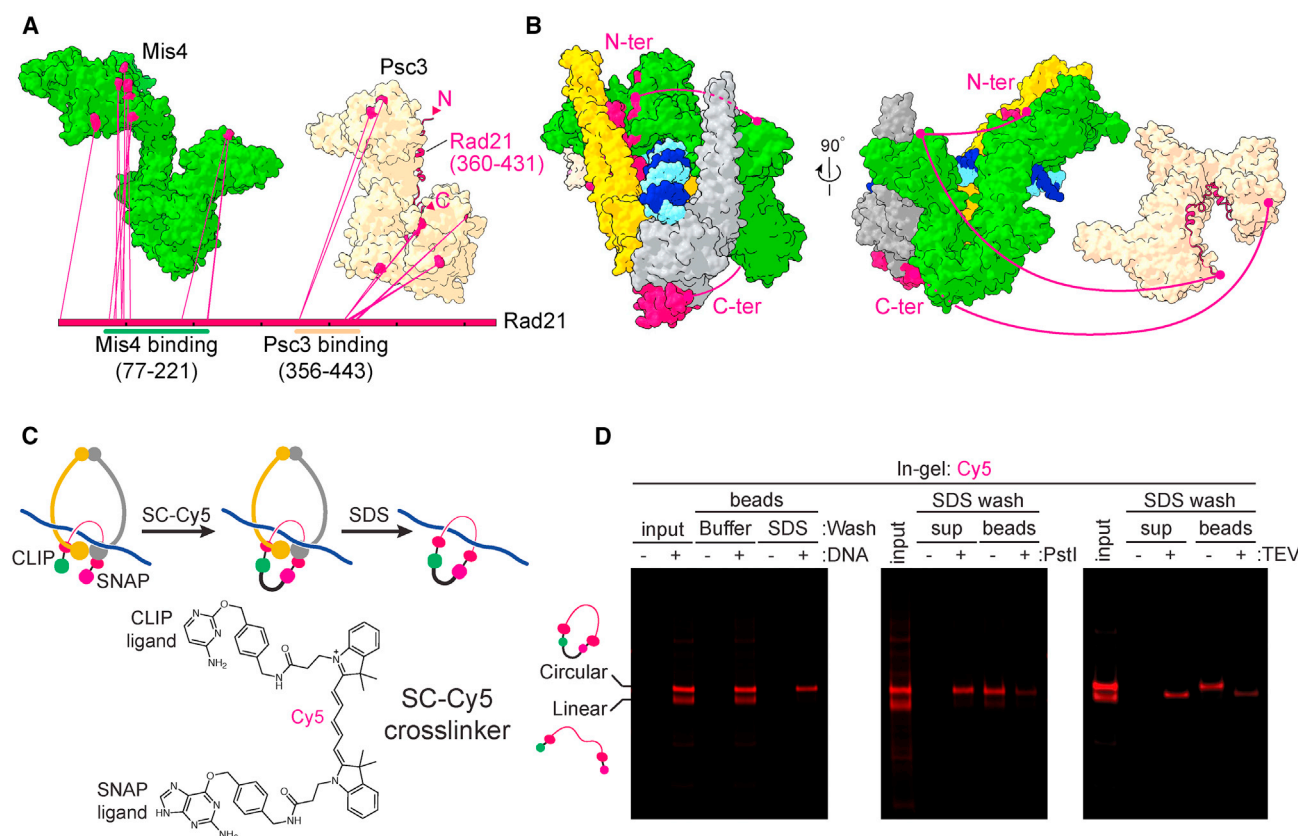 A
Mis4
Psc3
N
Rad21
(360-431)
C
Rad21
Mis4 binding
(77-221)
Psc3 binding
(356-443)
B
N-ter
C-ter
90°
N-ter
C-ter
C
SC-Cy5
SDS
CLIP
SNAP
CLIP
ligand
N
N
O
NH₂
N
H
O
N
+
Cy5
SC-Cy5
crosslinker
SNAP
ligand
N
N
N
H
N
O
NH₂
N
H
O
N
D
In-gel: Cy5
beads
input Buffer SDS :Wash
- + - + - + :DNA
Circular
Linear
SDS wash
input
sup beads
- + - + :PstI
SDS wash
input
sup beads
- + - + :TEV